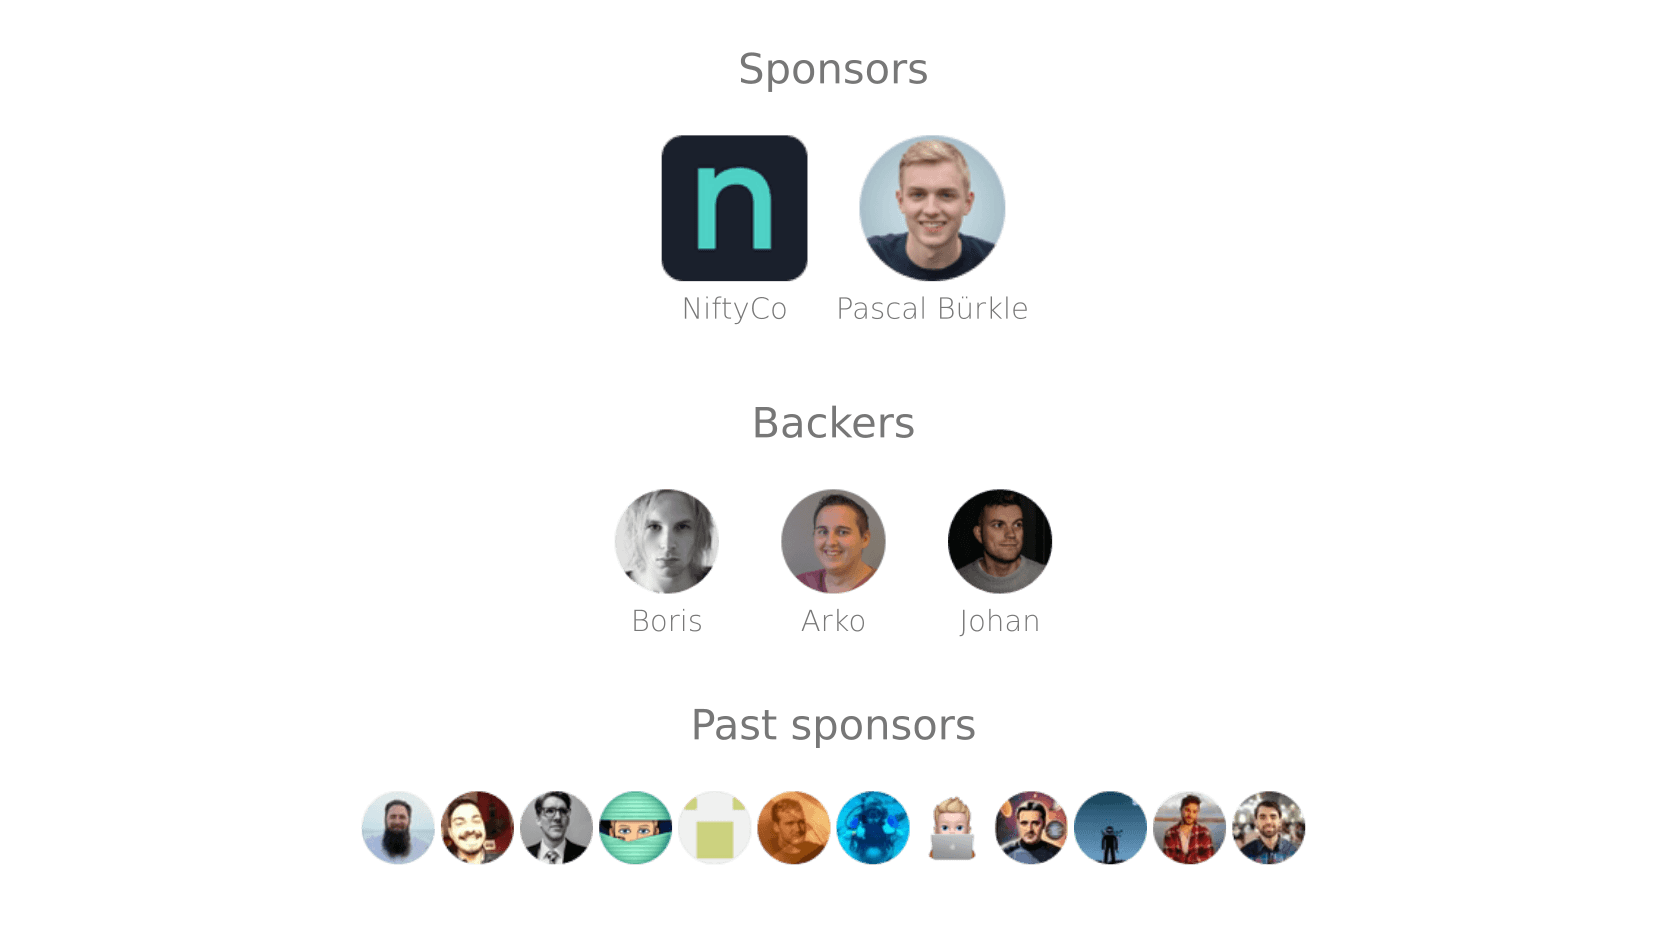 Sponsors
n
NiftyCo Pascal Bürkle
Backers
Boris Arko Johan
Past sponsors